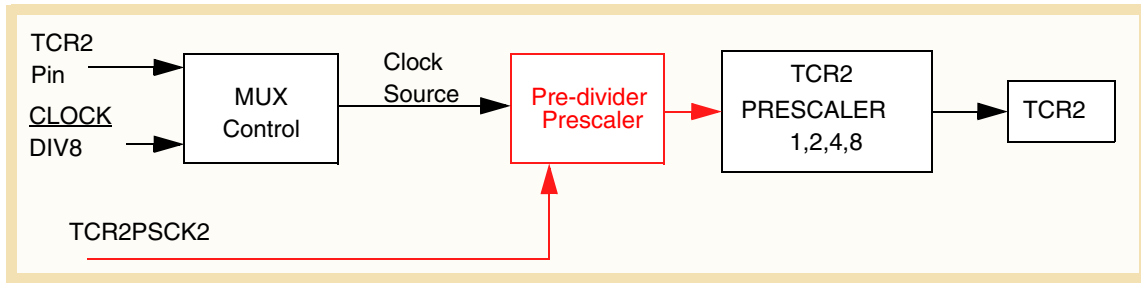 TCR2
Pin
CLOCK
DIV8
MUX
Control
Clock
Source
Pre-divider
Prescaler
TCR2
PRESCALER
1,2,4,8
TCR2
TCR2PSCK2